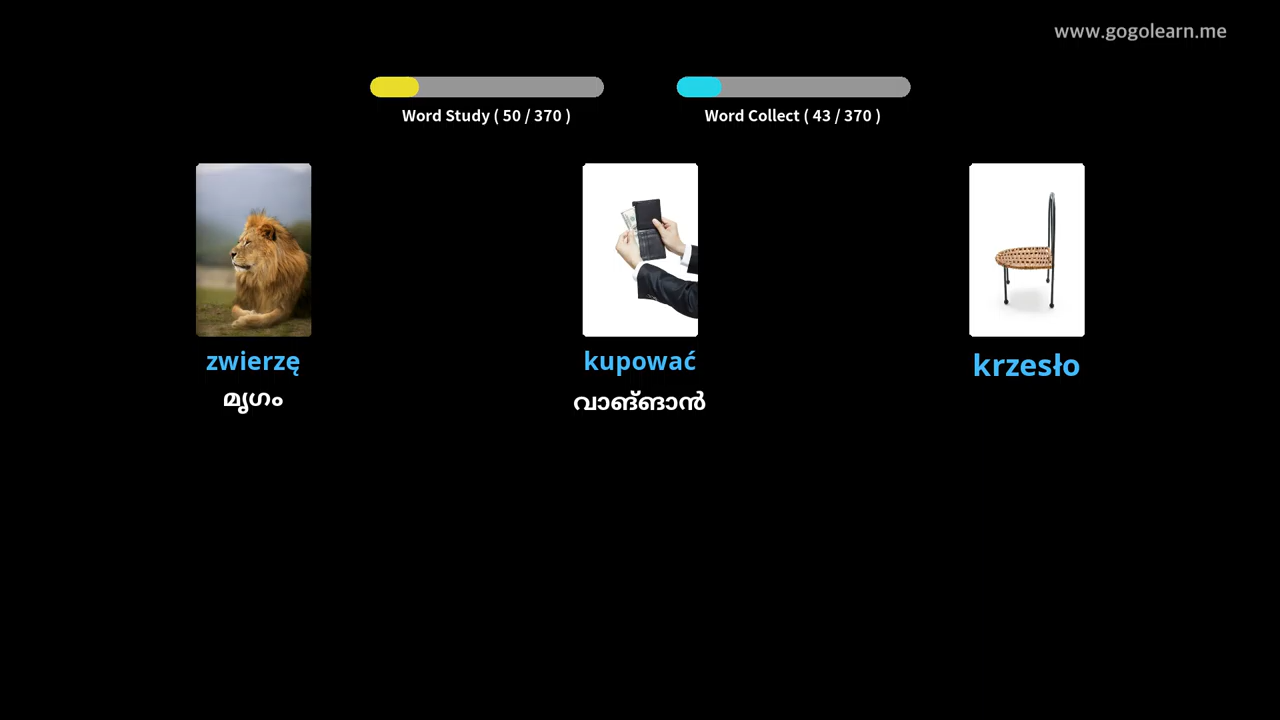 www.gogolearn.me
Word Study ( 50 / 370 )
Word Collect ( 43 / 370 )
zwierzę
മൃഗം
kupować
വാങ്ങാൻ
krzesło